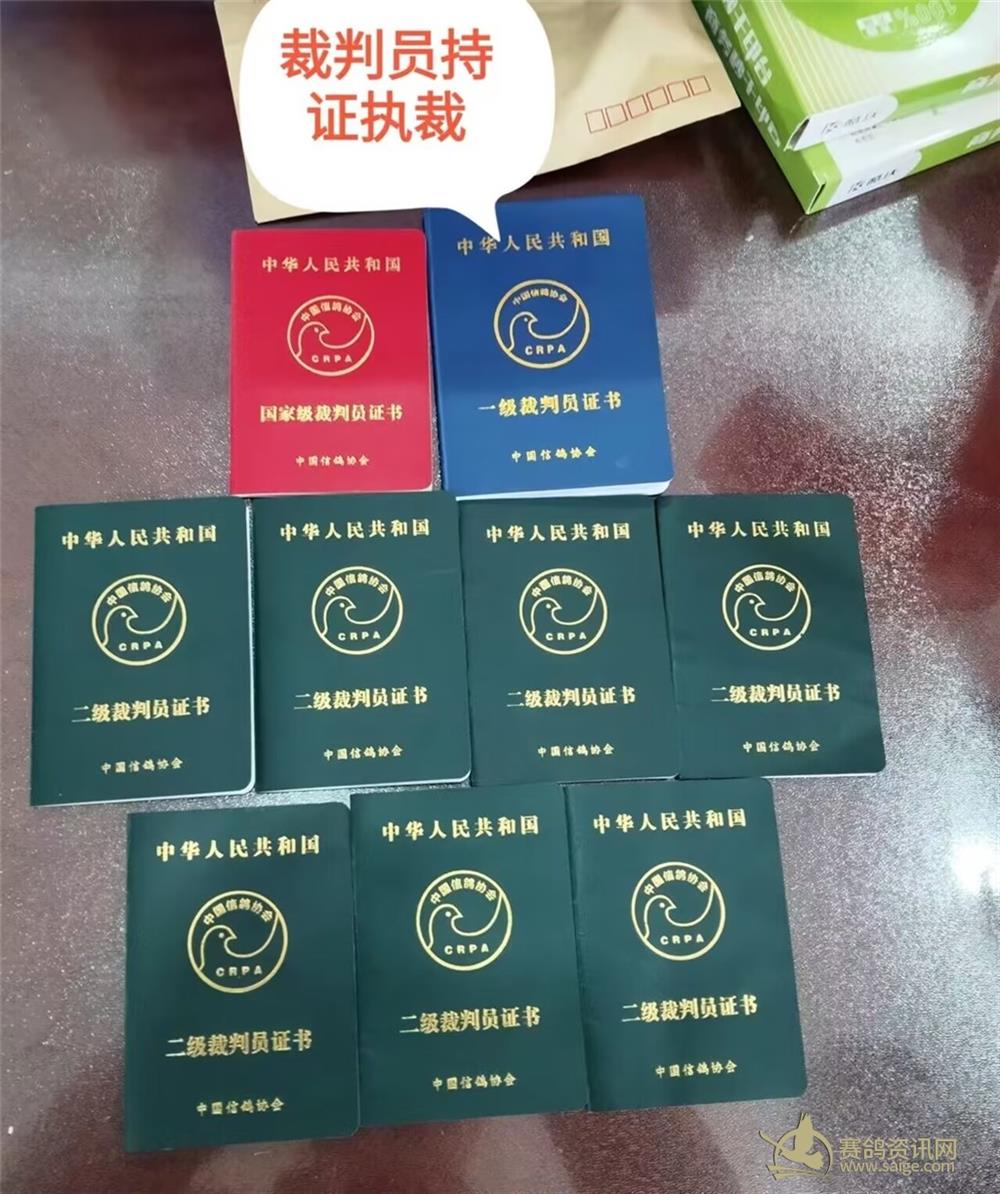 裁判员持
证执裁
100%
中华人民共和国
中国信鸽协会
CRPA
国家级裁判员证书
中国信鸽协会
中华人民共和国
中国信鸽协会
CRPA
一级裁判员证书
中国信鸽协会
中华人民共和国
中国信鸽协会
CRPA
二级裁判员证书
中国信鸽协会
中华人民共和国
中国信鸽协会
CRPA
二级裁判员证书
中国信鸽协会
中华人民共和国
中国信鸽协会
CRPA
二级裁判员证书
中国信鸽协会
中华人民共和国
中国信鸽协会
CRPA
二级裁判员证书
中国信鸽协会
中华人民共和国
中国信鸽协会
CRPA
二级裁判员证书
中国信鸽协会
中华人民共和国
中国信鸽协会
CRPA
二级裁判员证书
中国信鸽协会
中华人民共和国
中国信鸽协会
CRPA
二级裁判员证书
中国信鸽协会
赛鸽资讯网
www.saige.com